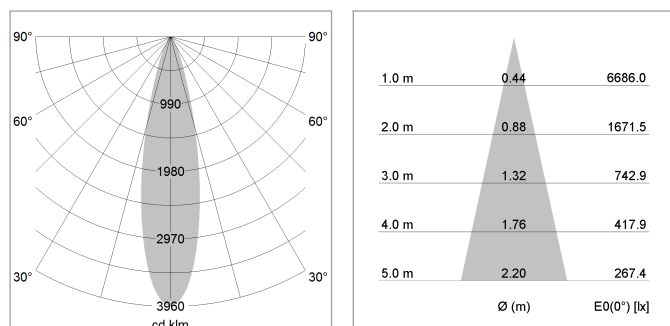 90° 90°
990
60° 60°
1980
2970
30° 30°
3960
cd klm
1.0 m 0.44 6686.0
2.0 m 0.88 1671.5
3.0 m 1.32 742.9
4.0 m 1.76 417.9
5.0 m 2.20 267.4
Ø (m) E0(0°) [lx]